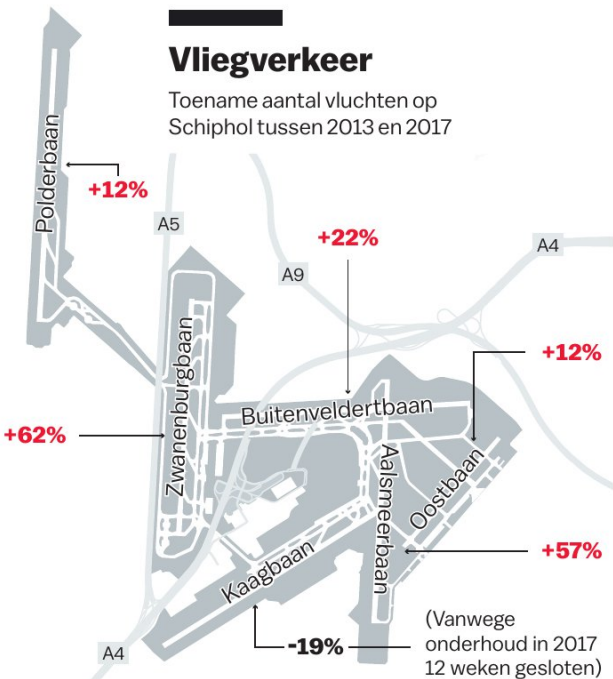 Vliegverkeer
Toename aantal vluchten op
Schiphol tussen 2013 en 2017
Polderbaan
+12%
A5
+22%
A9
A4
+12%
Zwanenburgbaan
+62%
Buitenveldertbaan
Aalsmeerbaan
Oostbaan
+57%
Kaagbaan
-19%
(Vanwege
onderhoud in 2017
12 weken gesloten)
A4